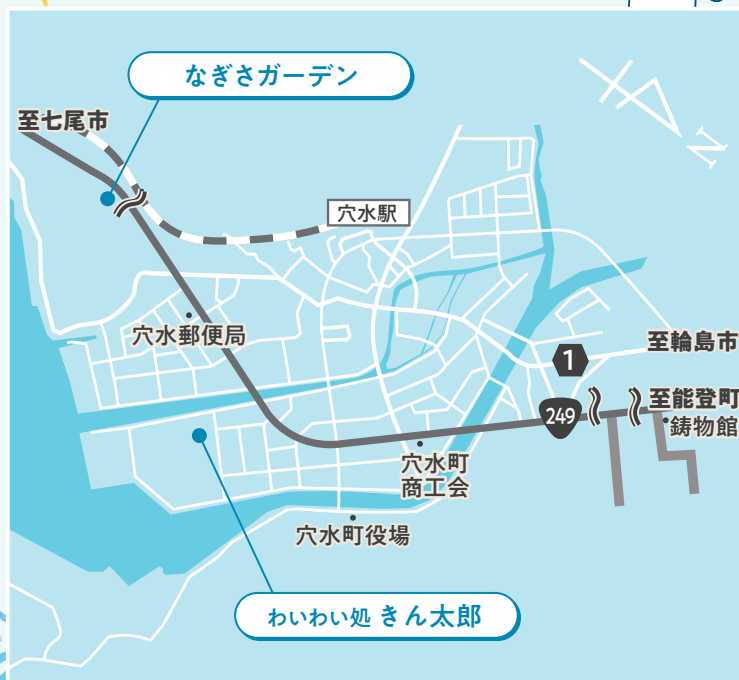 なぎさガーデン
至七尾市
N
穴水駅
穴水郵便局
1
至輪島市
至能登町
249
鋳物館
穴水町
商工会
穴水町役場
わいわい処 きん太郎